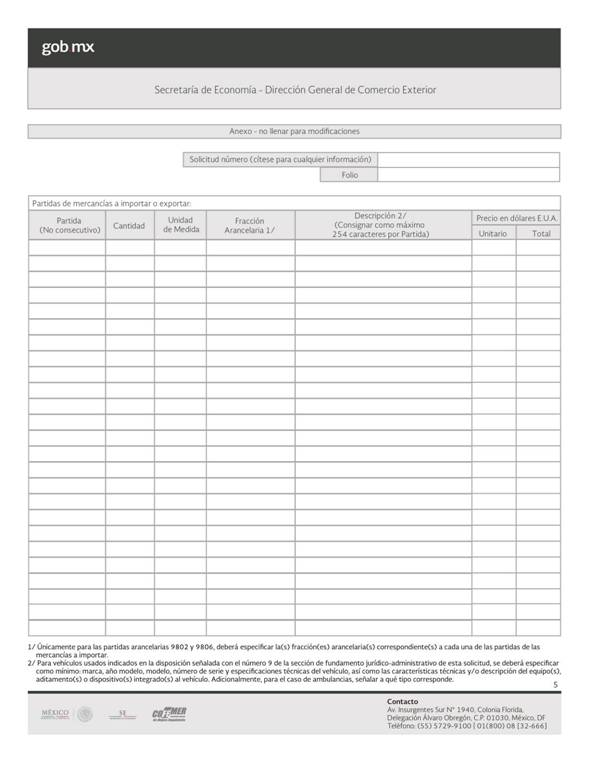 gob.mx
Secretaría de Economía - Dirección General de Comercio Exterior
Anexo - no llenar para modificaciones
Solicitud número (cítese para cualquier información)
Folio
Partidas de mercancías a importar o exportar:
Partida
(No consecutivo)
Cantidad
Unidad
de Medida
Fracción
Arancelaria 1/
Descripción 2/
(Consignar como máximo
254 caracteres por Partida)
Precio en dólares E.U.A.
Unitario
Total
1/ Únicamente para las partidas arancelarias 9802 y 9806, deberá especificar la(s) fracción(es) arancelaria(s) correspondiente(s) a cada una de las partidas de las
mercancías a importar.
2/ Para vehículos usados indicados en la disposición señalada con el número 9 de la sección de fundamento jurídico-administrativo de esta solicitud, se deberá especificar
como mínimo: marca, año modelo, modelo, número de serie y especificaciones técnicas del vehículo, así como las características técnicas y/o descripción del equipo(s),
aditamento(s) o dispositivo(s) integrado(s) al vehículo. Adicionalmente, para el caso de ambulancias, señalar a qué tipo corresponde.
5
MÉXICO
SE
Contacto
Av. Insurgentes Sur N° 1940, Colonia Florida,
Delegación Álvaro Obregón, C.P. 01030, México, DF
Teléfono: (55) 5729-9100 | 01(800) 08 [32-666]